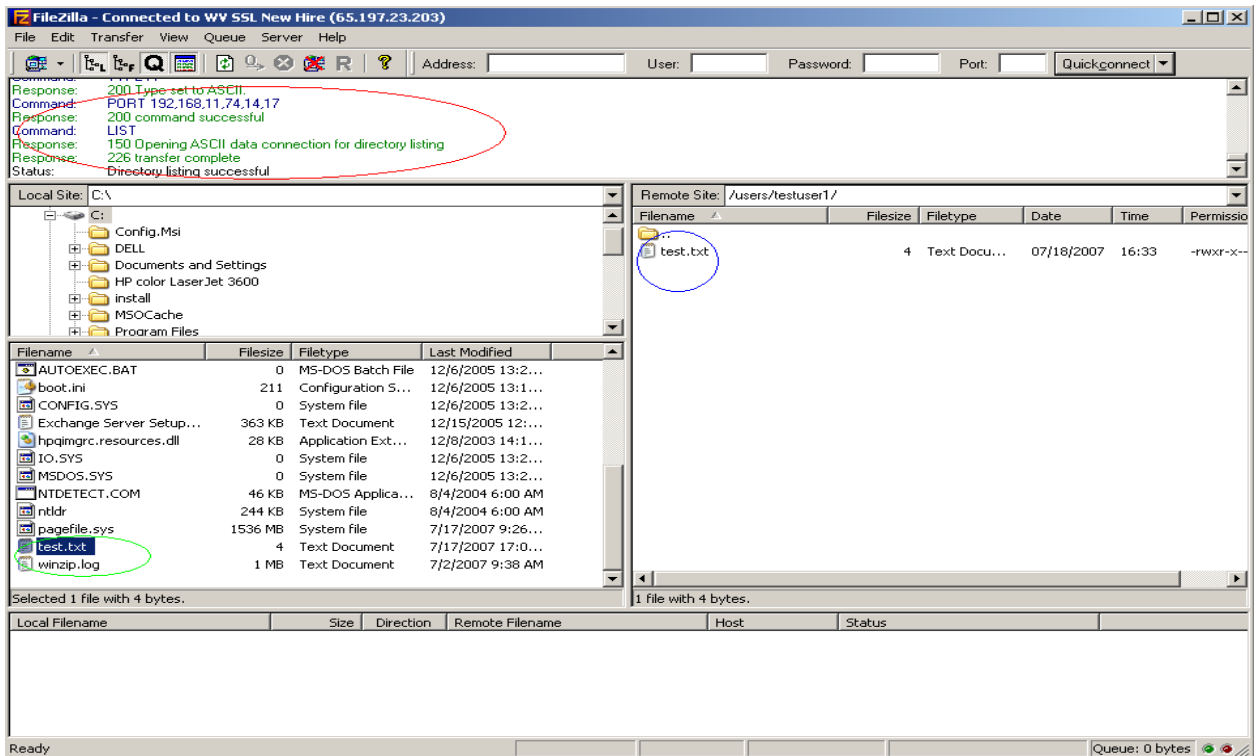 FileZilla - Connected to WV SSL New Hire (65.197.23.203)
File Edit Transfer View Queue Server Help
Address: User: Password: Port: Quickconnect
Response: 200 Type set to ASCII.
Command: PORT 192,168,11,74,14,17
Response: 200 command successful
Command: LIST
Response: 150 Opening ASCII data connection for directory listing
Response: 226 transfer complete
Status: Directory listing successful
Local Site: C:\
C:
Config.Msi
DELL
Documents and Settings
HP color LaserJet 3600
install
MSOCache
Program Files
Filename Filesize Filetype Last Modified
AUTOEXEC.BAT 0 MS-DOS Batch File 12/6/2005 13:2...
boot.ini 211 Configuration S... 12/6/2005 13:1...
CONFIG.SYS 0 System file 12/6/2005 13:2...
Exchange Server Setup... 363 KB Text Document 12/15/2005 12:...
hpqimgrc.resources.dll 28 KB Application Ext... 12/8/2003 14:1...
IO.SYS 0 System file 12/6/2005 13:2...
MSDOS.SYS 0 System file 12/6/2005 13:2...
NTDETECT.COM 46 KB MS-DOS Applica... 8/4/2004 6:00 AM
ntldr 244 KB System file 8/4/2004 6:00 AM
pagefile.sys 1536 MB System file 7/17/2007 9:26...
test.txt 4 Text Document 7/17/2007 17:0...
winzip.log 1 MB Text Document 7/2/2007 9:38 AM
Selected 1 file with 4 bytes.
Remote Site: /users/testuser1/
Filename Filesize Filetype Date Time Permissio
..
test.txt 4 Text Docu... 07/18/2007 16:33 -rwxr-x--
1 file with 4 bytes.
Local Filename Size Direction Remote Filename Host Status
Ready Queue: 0 bytes